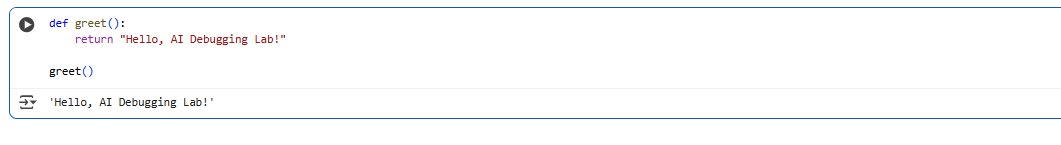 def greet():
    return "Hello, AI Debugging Lab!"
greet()
'Hello, AI Debugging Lab!'